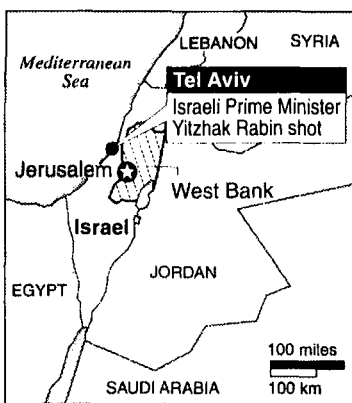 LEBANON
SYRIA
Mediterranean
Sea
Tel Aviv
Israeli Prime Minister
Yitzhak Rabin shot
Jerusalem
West Bank
Israel
JORDAN
EGYPT
100 miles
100 km
SAUDI ARABIA